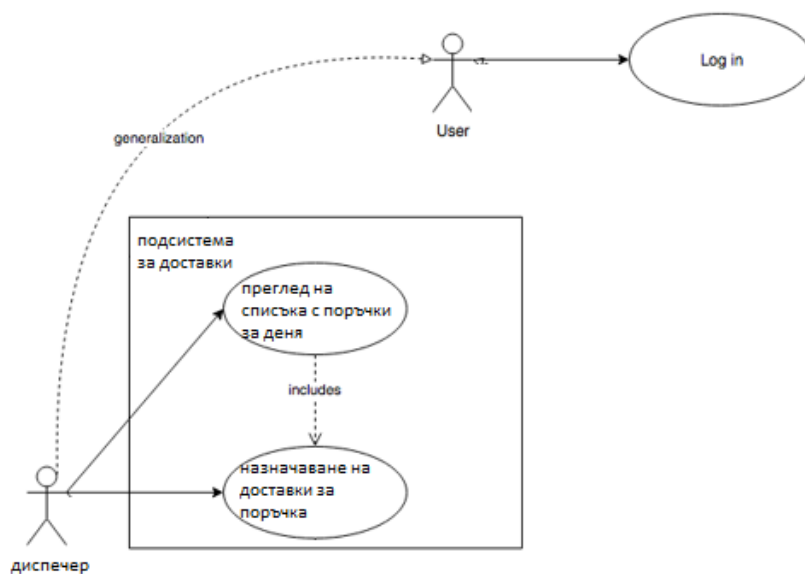 Log in
User
generalization
подсистема
за доставки
преглед на
списъка с поръчки
за деня
includes
назначаване на
доставки за
поръчка
диспечер